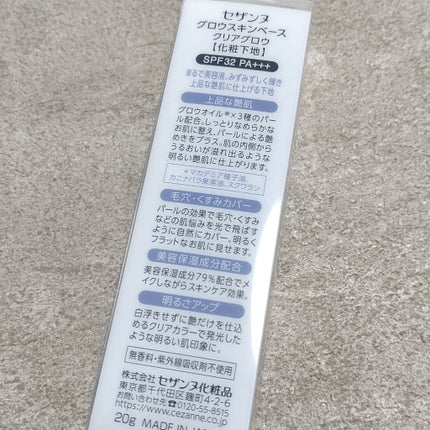 セザンヌ
グロウスキンベース
クリアグロウ
【化粧下地】
SPF32 PA+++
まるで美容液。みずみずしく輝き
上品な艶肌に仕上げる下地
上品な艶肌
グロウオイル*×3種のパー
ル配合。しっとりなめらかな
お肌に整え、パールによる艶
めきをプラス。肌の内側から
うるおいが溢れ出るような
明るい艶肌に仕上がります。
*マカデミア種子油、
カニナバラ果実油、スクワラン
毛穴・くすみカバー
パールの効果で毛穴・くすみ
などの肌悩みを光で飛ばす
ように自然にカバー。明るく
フラットなお肌に見せます。
美容保湿成分配合
美容保湿成分79%配合でメ
イクしながらスキンケア効果。
明るさアップ
白浮きせずに艶だけを仕込
めるクリアカラーで発光した
ような明るい肌印象に。
無香料・紫外線吸収剤不使用
株式会社 セザンヌ化粧品
東京都千代田区麹町4-2-6
お問い合わせ先 0120-55-8515
https://www.cezanne.co.jp
20g MADE IN